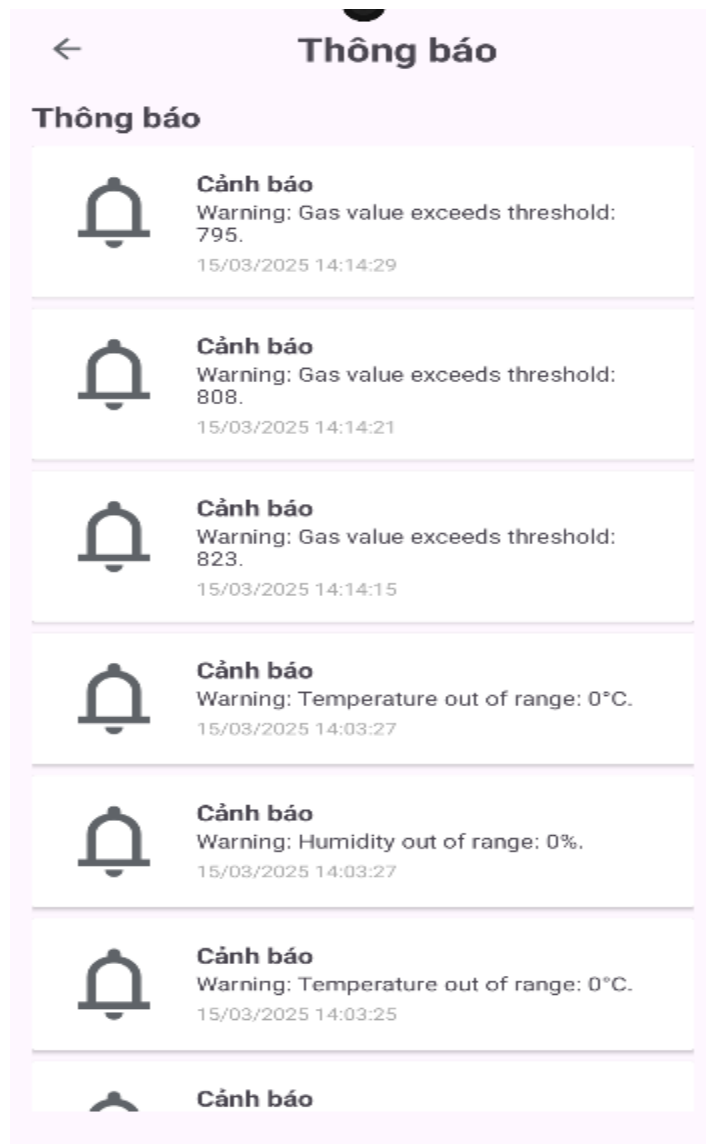 Thông báo
Thông báo
Cảnh báo
Warning: Gas value exceeds threshold:
795.
15/03/2025 14:14:29
Cảnh báo
Warning: Gas value exceeds threshold:
808.
15/03/2025 14:14:21
Cảnh báo
Warning: Gas value exceeds threshold:
823.
15/03/2025 14:14:15
Cảnh báo
Warning: Temperature out of range: 0°C.
15/03/2025 14:03:27
Cảnh báo
Warning: Humidity out of range: 0%.
15/03/2025 14:03:27
Cảnh báo
Warning: Temperature out of range: 0°C.
15/03/2025 14:03:25
Cảnh báo